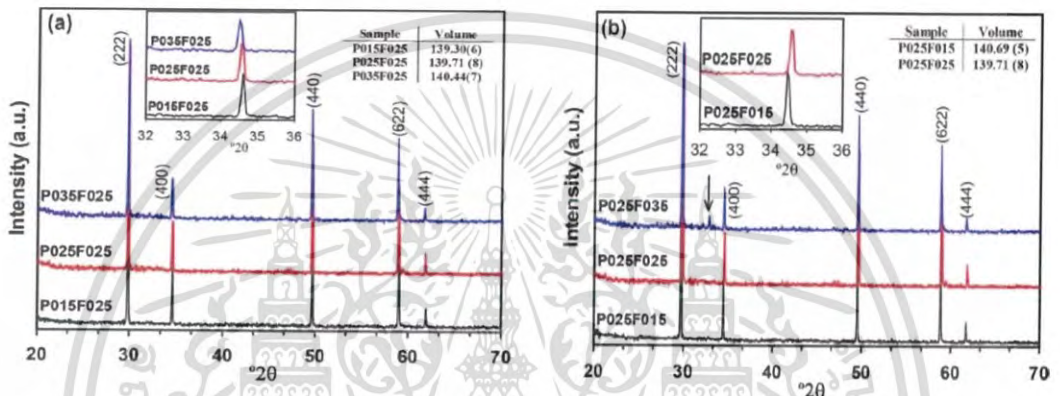 (a)
Intensity (a.u.)
(222)
P035F025
P025F025
P015F025
32 33 34 35 36
°2θ
Sample Volume
P015F025 139.30(6)
P025F025 139.71 (8)
P035F025 140.44(7)
(440)
(622)
(400)
(444)
P035F025
P025F025
P015F025
20 30 40 50 60 70
°2θ
(b)
Intensity (a.u.)
(222)
P025F025
P025F015
32 33 34 35 36
°2θ
Sample Volume
P025F015 140.69 (5)
P025F025 139.71 (8)
(440)
(622)
(400)
(444)
P025F035
P025F025
P025F015
20 30 40 50 60 70
°2θ